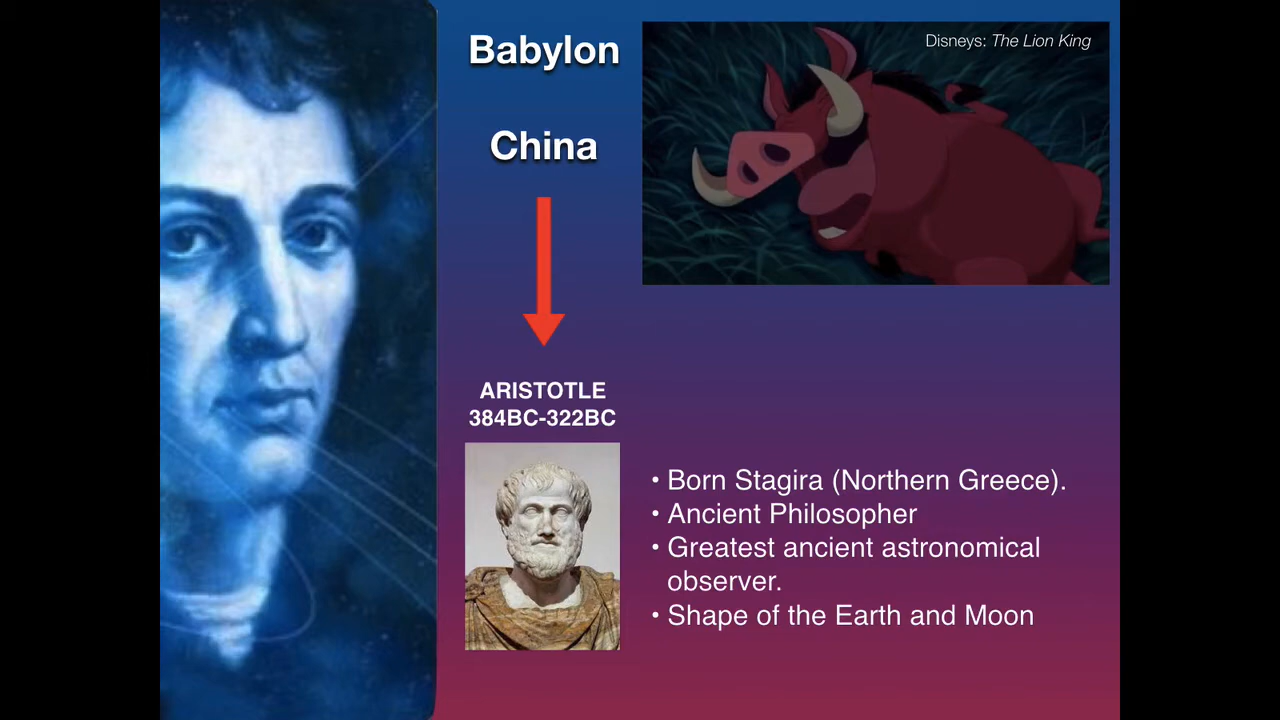 Babylon
China
Disneys: The Lion King
ARISTOTLE
384BC-322BC
• Born Stagira (Northern Greece).
• Ancient Philosopher
• Greatest ancient astronomical
observer.
• Shape of the Earth and Moon